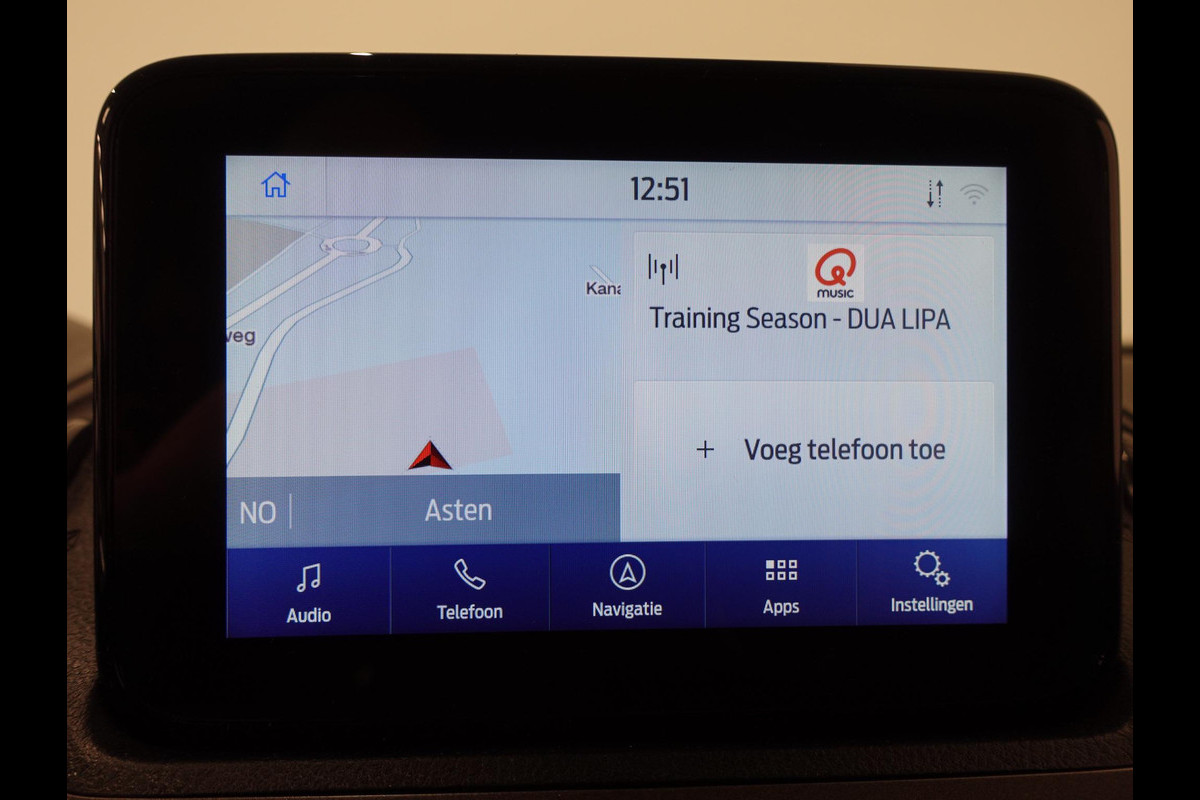 12:51
Kana
veg
Q
MUSIC
Training Season - DUA LIPA
+ Voeg telefoon toe
NO
Asten
Audio
Telefoon
Navigatie
Apps
Instellingen